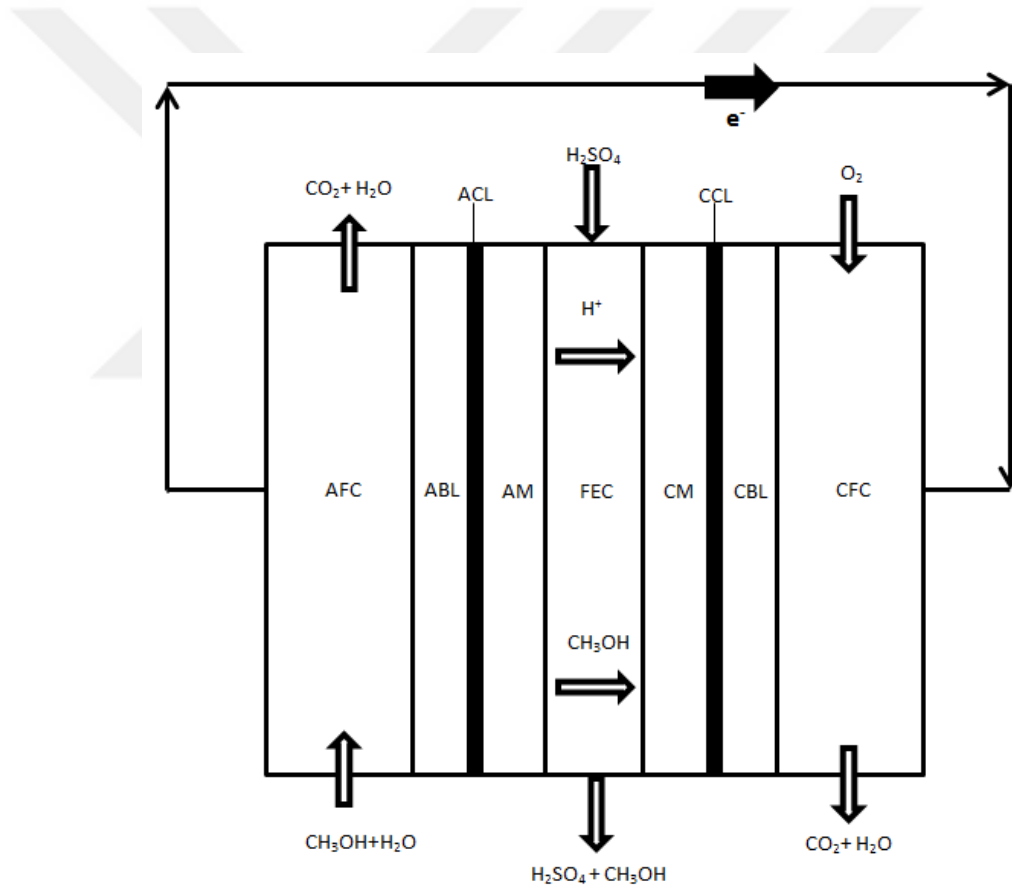 e⁻
H₂SO₄
O₂
CO₂+ H₂O
ACL
CCL
H⁺
AFC
ABL
AM
FEC
CM
CBL
CFC
CH₃OH
CH₃OH+H₂O
CO₂+ H₂O
H₂SO₄ + CH₃OH